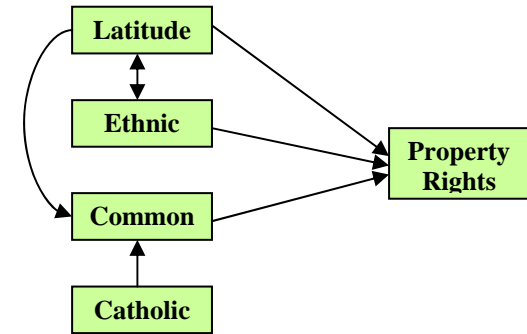 Latitude
Ethnic
Property
Rights
Common
Catholic